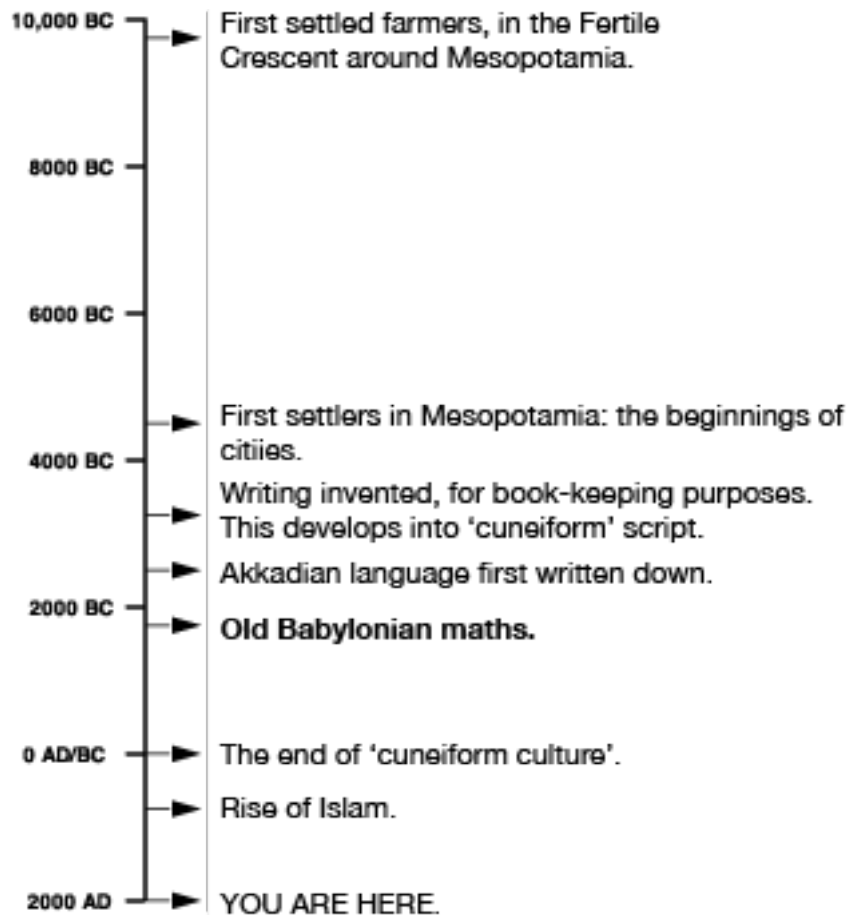 10,000 BC
First settled farmers, in the Fertile
Crescent around Mesopotamia.
8000 BC
6000 BC
First settlers in Mesopotamia: the beginnings of
citiies.
4000 BC
Writing invented, for book-keeping purposes.
This develops into ‘cuneiform’ script.
Akkadian language first written down.
2000 BC
Old Babylonian maths.
0 AD/BC
The end of ‘cuneiform culture’.
Rise of Islam.
2000 AD
YOU ARE HERE.